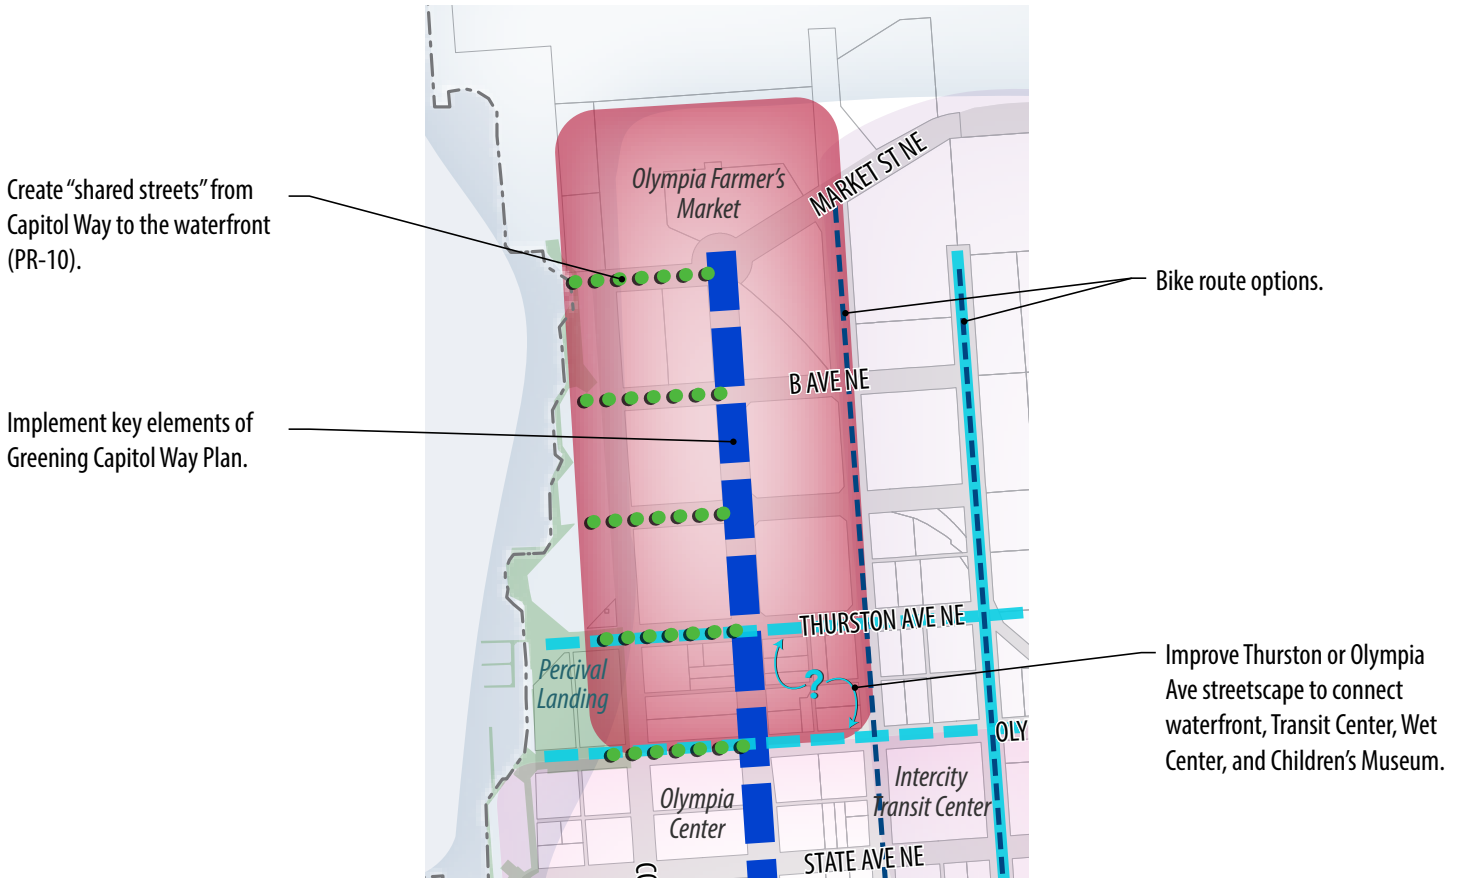 Create “shared streets” from
Capitol Way to the waterfront
(PR-10).
Implement key elements of
Greening Capitol Way Plan.
Olympia Farmer's
Market
MARKET ST NE
Bike route options.
B AVE NE
THURSTON AVE NE
Percival
Landing
?
OLY
Improve Thurston or Olympia
Ave streetscape to connect
waterfront, Transit Center, Wet
Center, and Children’s Museum.
Olympia
Center
Intercity
Transit Center
STATE AVE NE